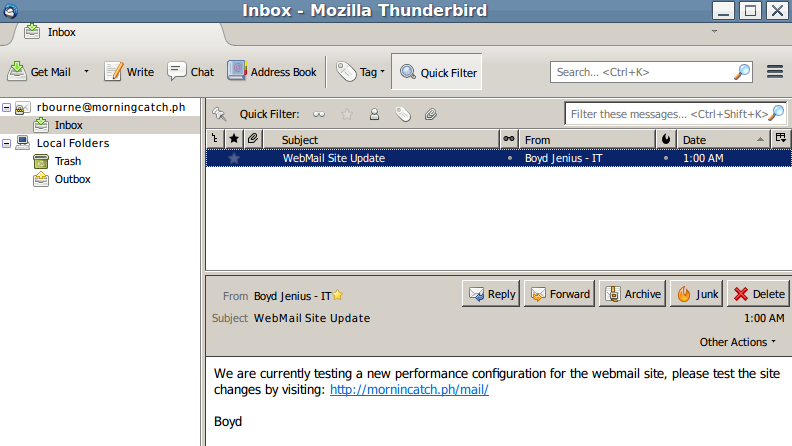 Inbox - Mozilla Thunderbird
Inbox
Get Mail Write Chat Address Book Tag Quick Filter Search... <Ctrl+K>
rbourne@morningcatch.ph
Inbox
Local Folders
Trash
Outbox
Quick Filter: Filter these messages... <Ctrl+Shift+K>
Subject From Date
WebMail Site Update Boyd Jenius - IT 1:00 AM
From Boyd Jenius - IT Reply Forward Archive Junk Delete
Subject WebMail Site Update 1:00 AM
Other Actions
We are currently testing a new performance configuration for the webmail site, please test the site
changes by visiting: http://mornincatch.ph/mail/
Boyd